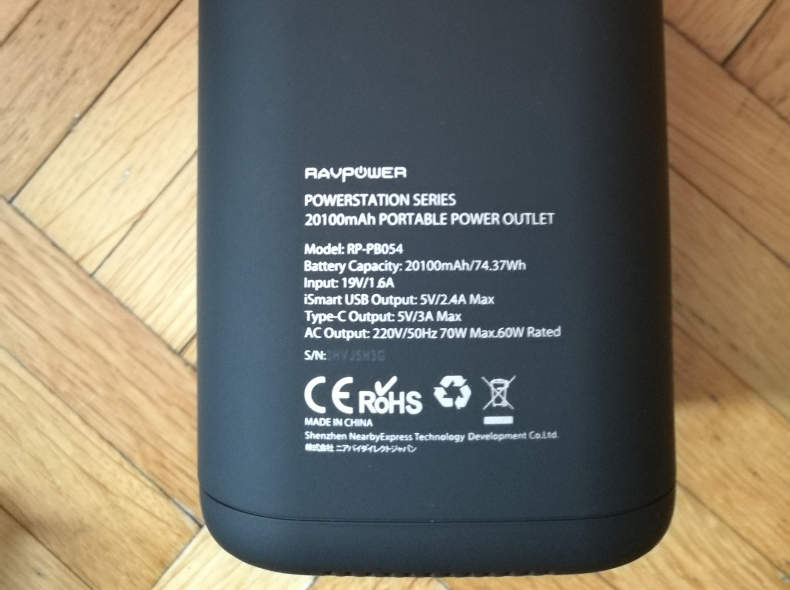 RAVPOWER
POWERSTATION SERIES
20100mAh PORTABLE POWER OUTLET
Model: RP-PB054
Battery Capacity: 20100mAh/74.37Wh
Input: 19V/1.6A
iSmart USB Output: 5V/2.4A Max
Type-C Output: 5V/3A Max
AC Output: 220V/50Hz 70W Max.60W Rated
S/N:
CE RoHS
MADE IN CHINA
Shenzhen NearbyExpress Technology Development Co.Ltd.
株式会社 ニアバイダイレクトジャパン